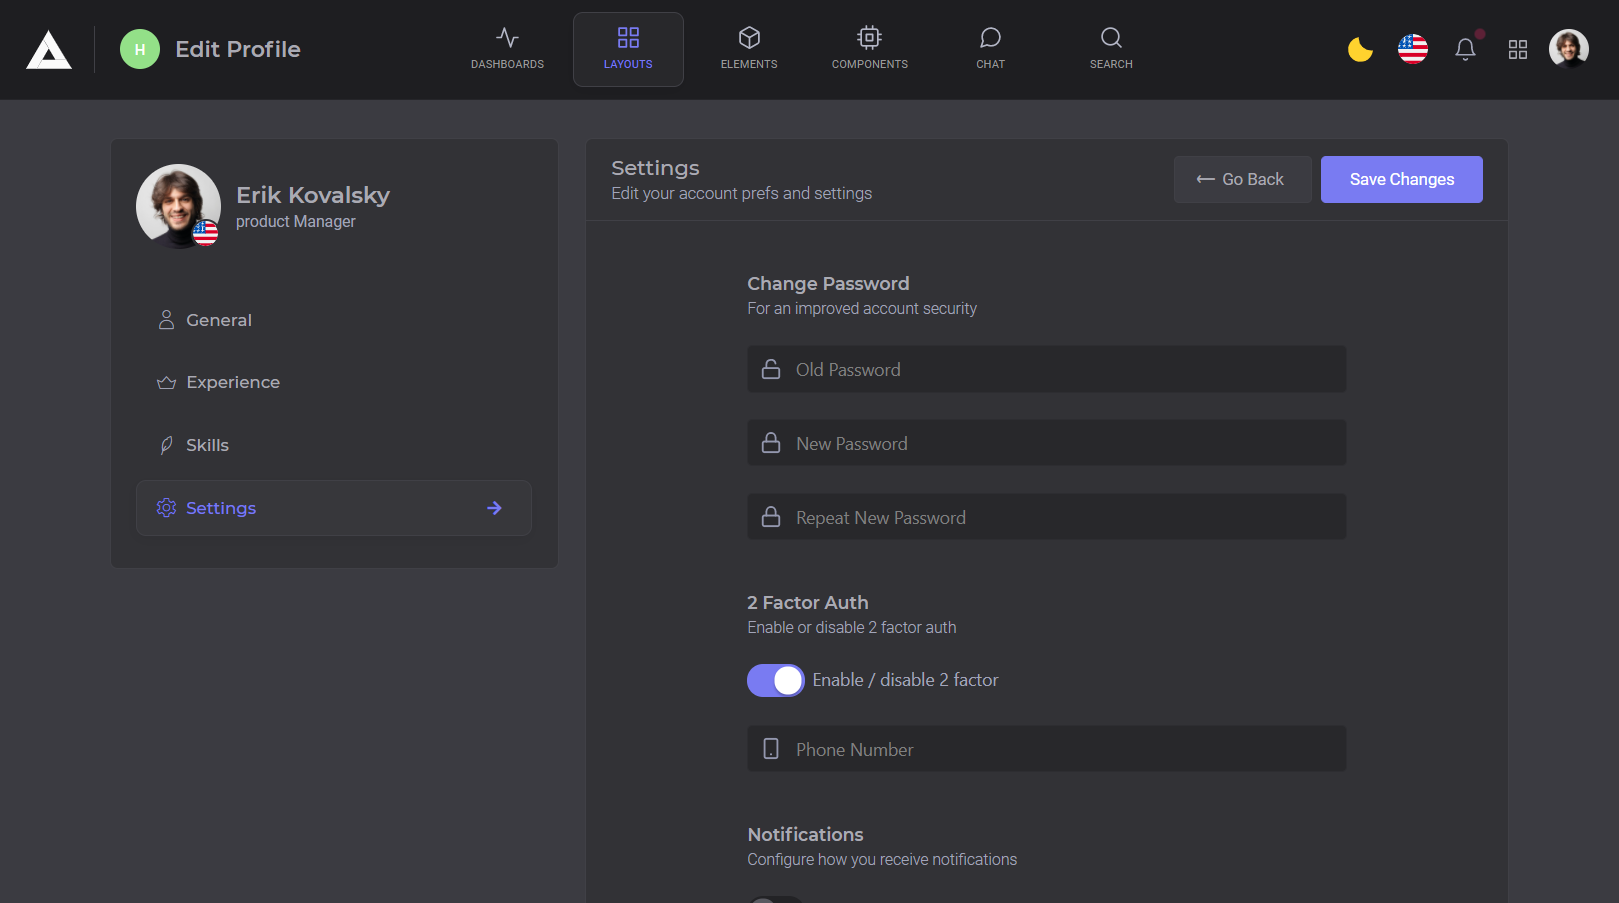 H
Edit Profile
DASHBOARDS
LAYOUTS
ELEMENTS
COMPONENTS
CHAT
SEARCH
Erik Kovalsky
product Manager
General
Experience
Skills
Settings
Settings
Edit your account prefs and settings
Go Back
Save Changes
Change Password
For an improved account security
Old Password
New Password
Repeat New Password
2 Factor Auth
Enable or disable 2 factor auth
Enable / disable 2 factor
Phone Number
Notifications
Configure how you receive notifications